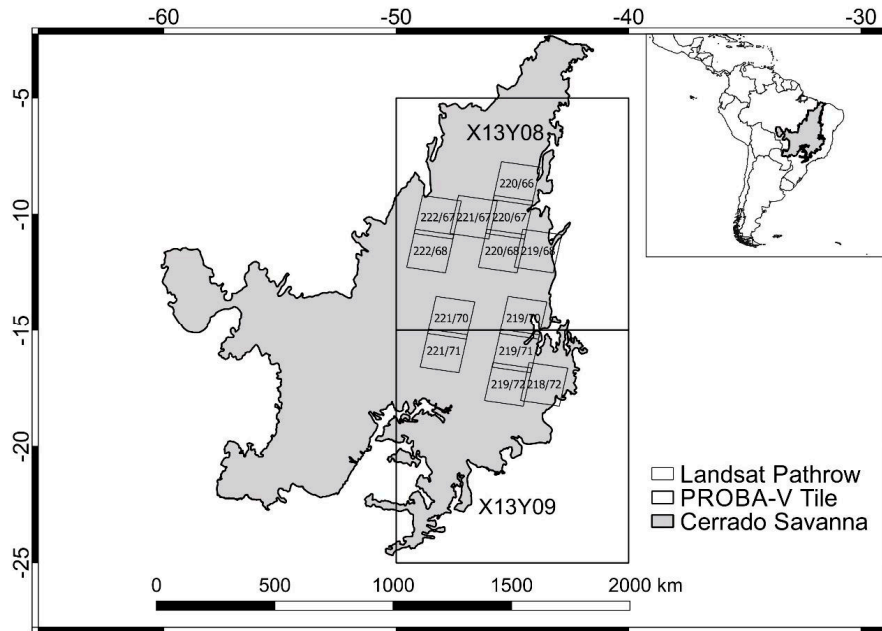 -60 -50 -40 -30
-5
X13Y08
220/66
-10
222/67 221/67 220/67
222/68 220/68 219/68
221/70 219/70
-15
221/71 219/71
219/72 218/72
-20
Landsat Pathrow
PROBA-V Tile
X13Y09
Cerrado Savanna
-25
0 500 1000 1500 2000 km